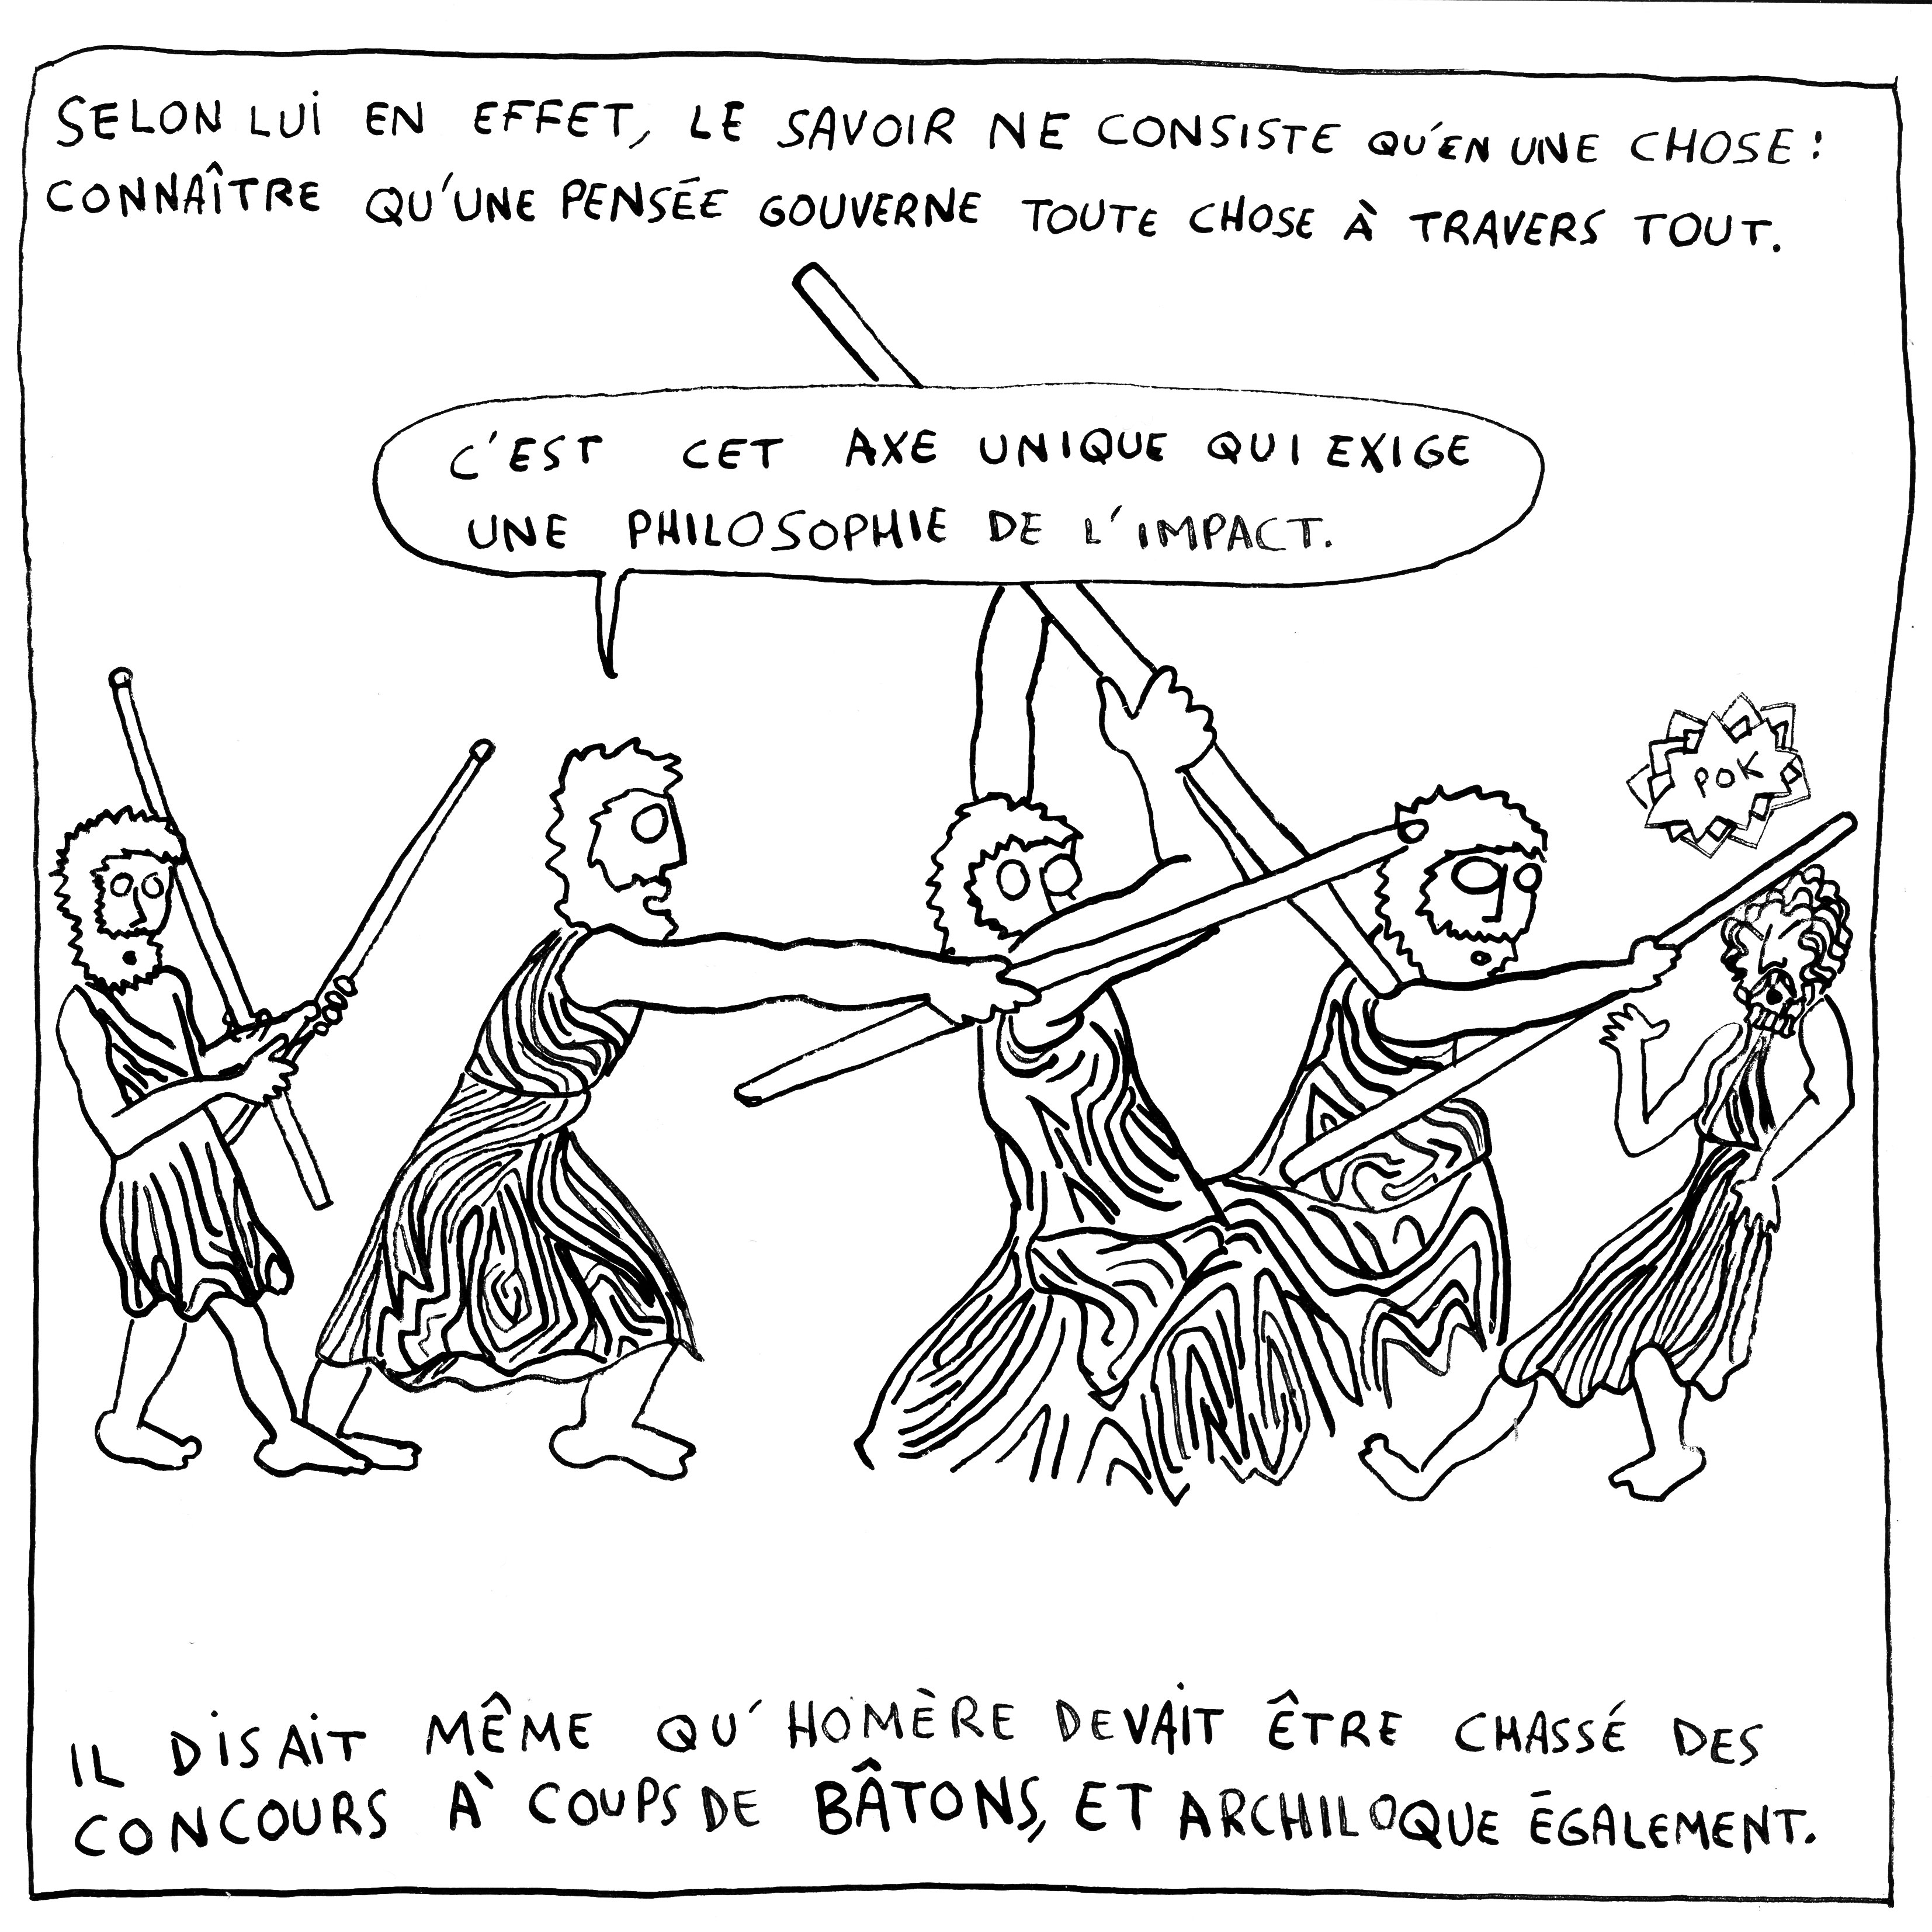 SELON LUI EN EFFET, LE SAVOIR NE CONSISTE QU'EN UNE CHOSE :
CONNAÎTRE QU'UNE PENSÉE GOUVERNE TOUTE CHOSE À TRAVERS TOUT.
C'EST CET AXE UNIQUE QUI EXIGE
UNE PHILOSOPHIE DE L'IMPACT.
POK
IL DISAIT MÊME QU'HOMÈRE DEVAIT ÊTRE CHASSÉ DES
CONCOURS À COUPS DE BÂTONS, ET ARCHILOQUE ÉGALEMENT.